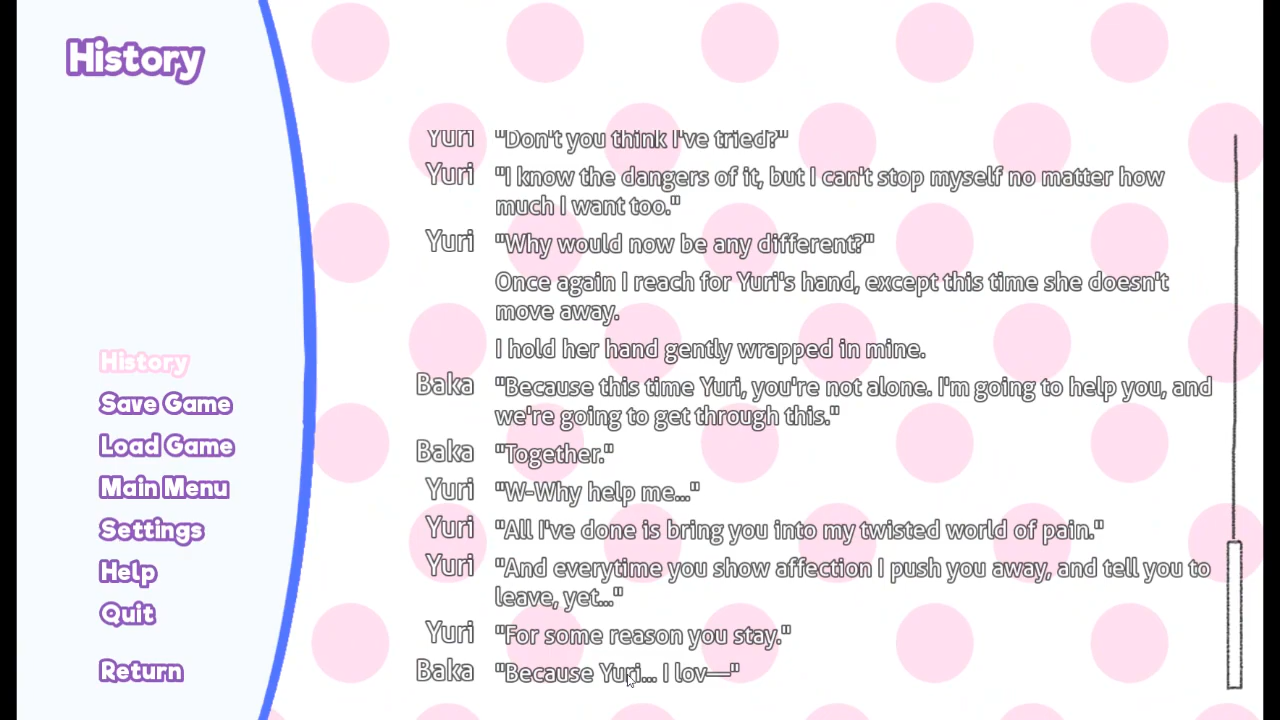 History
Yuri "Don't you think I've tried?"
Yuri "I know the dangers of it, but I can't stop myself no matter how
much I want too."
Yuri "Why would now be any different?"
Once again I reach for Yuri's hand, except this time she doesn't
move away.
I hold her hand gently wrapped in mine.
Baka "Because this time Yuri, you're not alone. I'm going to help you, and
we're going to get through this."
Baka "Together."
Yuri "W-Why help me..."
Yuri "All I've done is bring you into my twisted world of pain."
Yuri "And everytime you show affection I push you away, and tell you to
leave, yet..."
Yuri "For some reason you stay."
Baka "Because Yuri... I lov—"
History
Save Game
Load Game
Main Menu
Settings
Help
Quit
Return